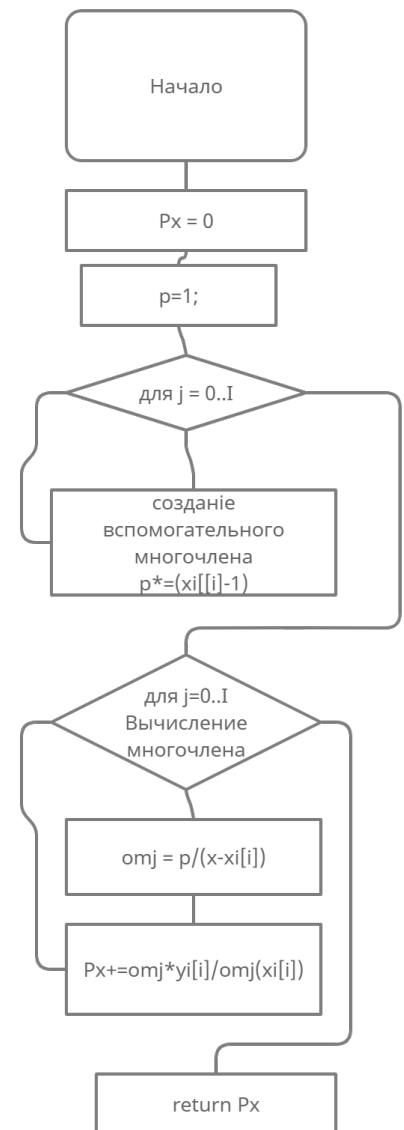 Начало
Px = 0
p=1;
для j = 0..I
созданіе
вспомогательного
многочлена
p*=(xi[[i]-1)
для j=0..I
Вычисление
многочлена
omj = p/(x-xi[i])
Px+=omj*yi[i]/omj(xi[i])
return Px